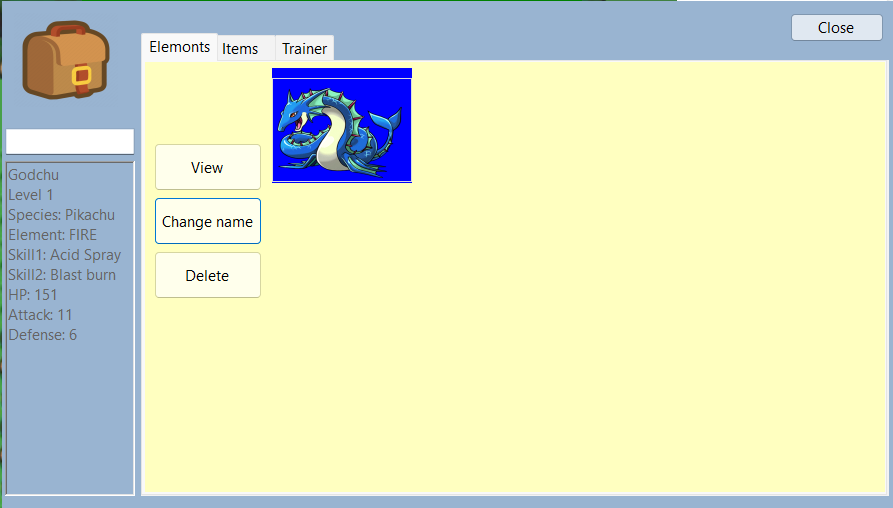 Close
Elemonts
Items
Trainer
View
Change name
Delete
Godchu
Level 1
Species: Pikachu
Element: FIRE
Skill1: Acid Spray
Skill2: Blast burn
HP: 151
Attack: 11
Defense: 6